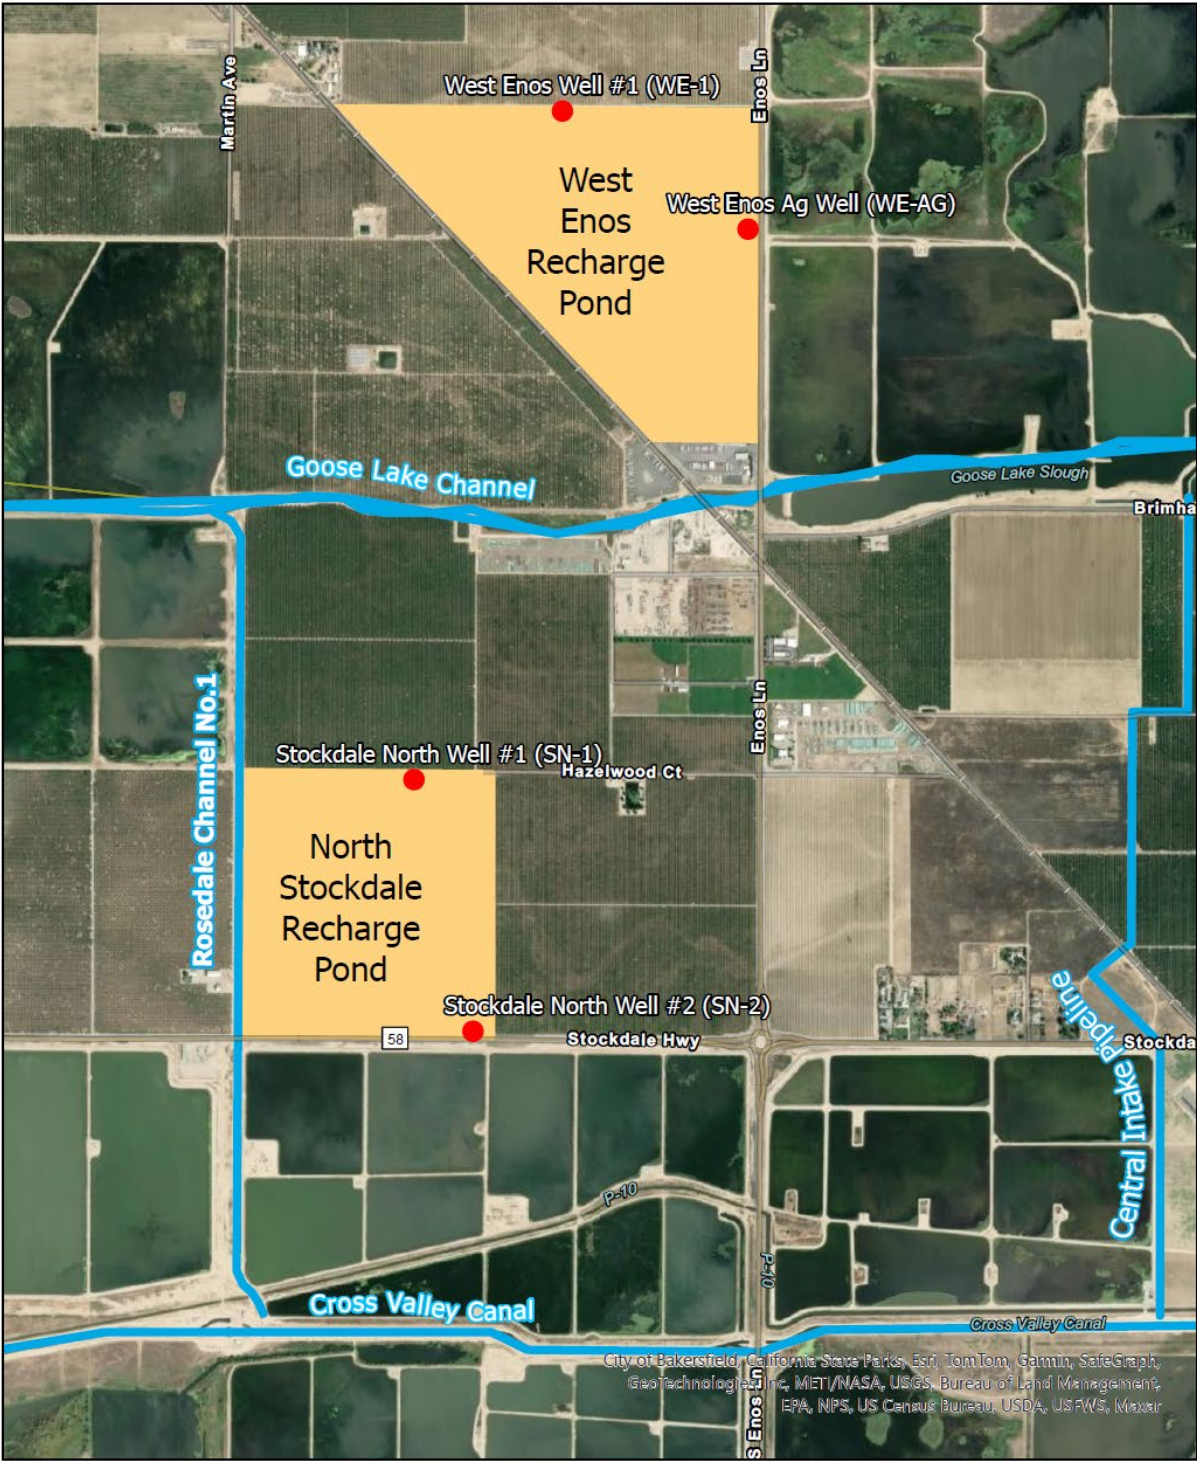 Martin Ave
Enos Ln
West Enos Well #1 (WE-1)
West
Enos
Recharge
Pond
West Enos Ag Well (WE-AG)
Goose Lake Channel
Goose Lake Slough
Brimha
Rosedale Channel No.1
Enos Ln
Stockdale North Well #1 (SN-1)
Hazelwood Ct
North
Stockdale
Recharge
Pond
Stockdale North Well #2 (SN-2)
58
Stockdale Hwy
Stockda
Central Intake Pipeline
P-10
P-10
Cross Valley Canal
Cross Valley Canal
S Enos Ln
City of Bakersfield, California State Parks, Esri, TomTom, Garmin, SafeGraph,
GeoTechnologies, Inc, METI/NASA, USGS, Bureau of Land Management,
EPA, NPS, US Census Bureau, USDA, USFWS, Maxar